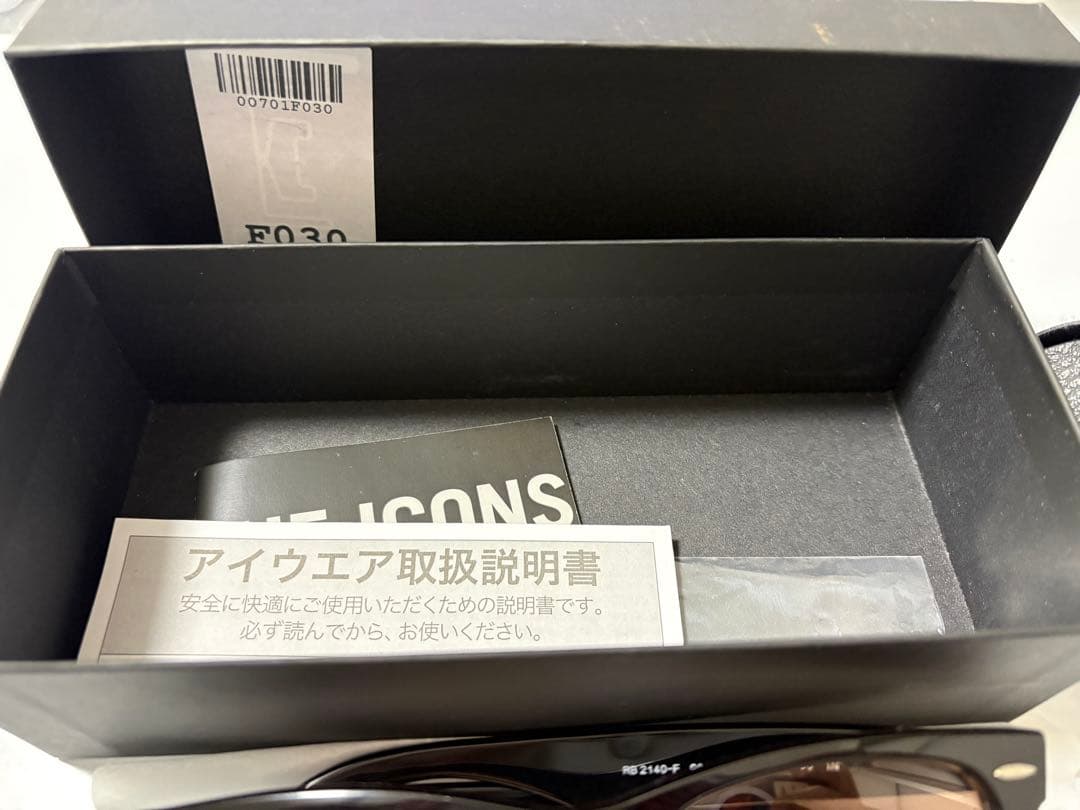 00701F030
F030
ICONS
アイウエア取扱説明書
安全に快適にご使用いただくための説明書です。
必ず読んでから、お使いください。
RB 2140-F